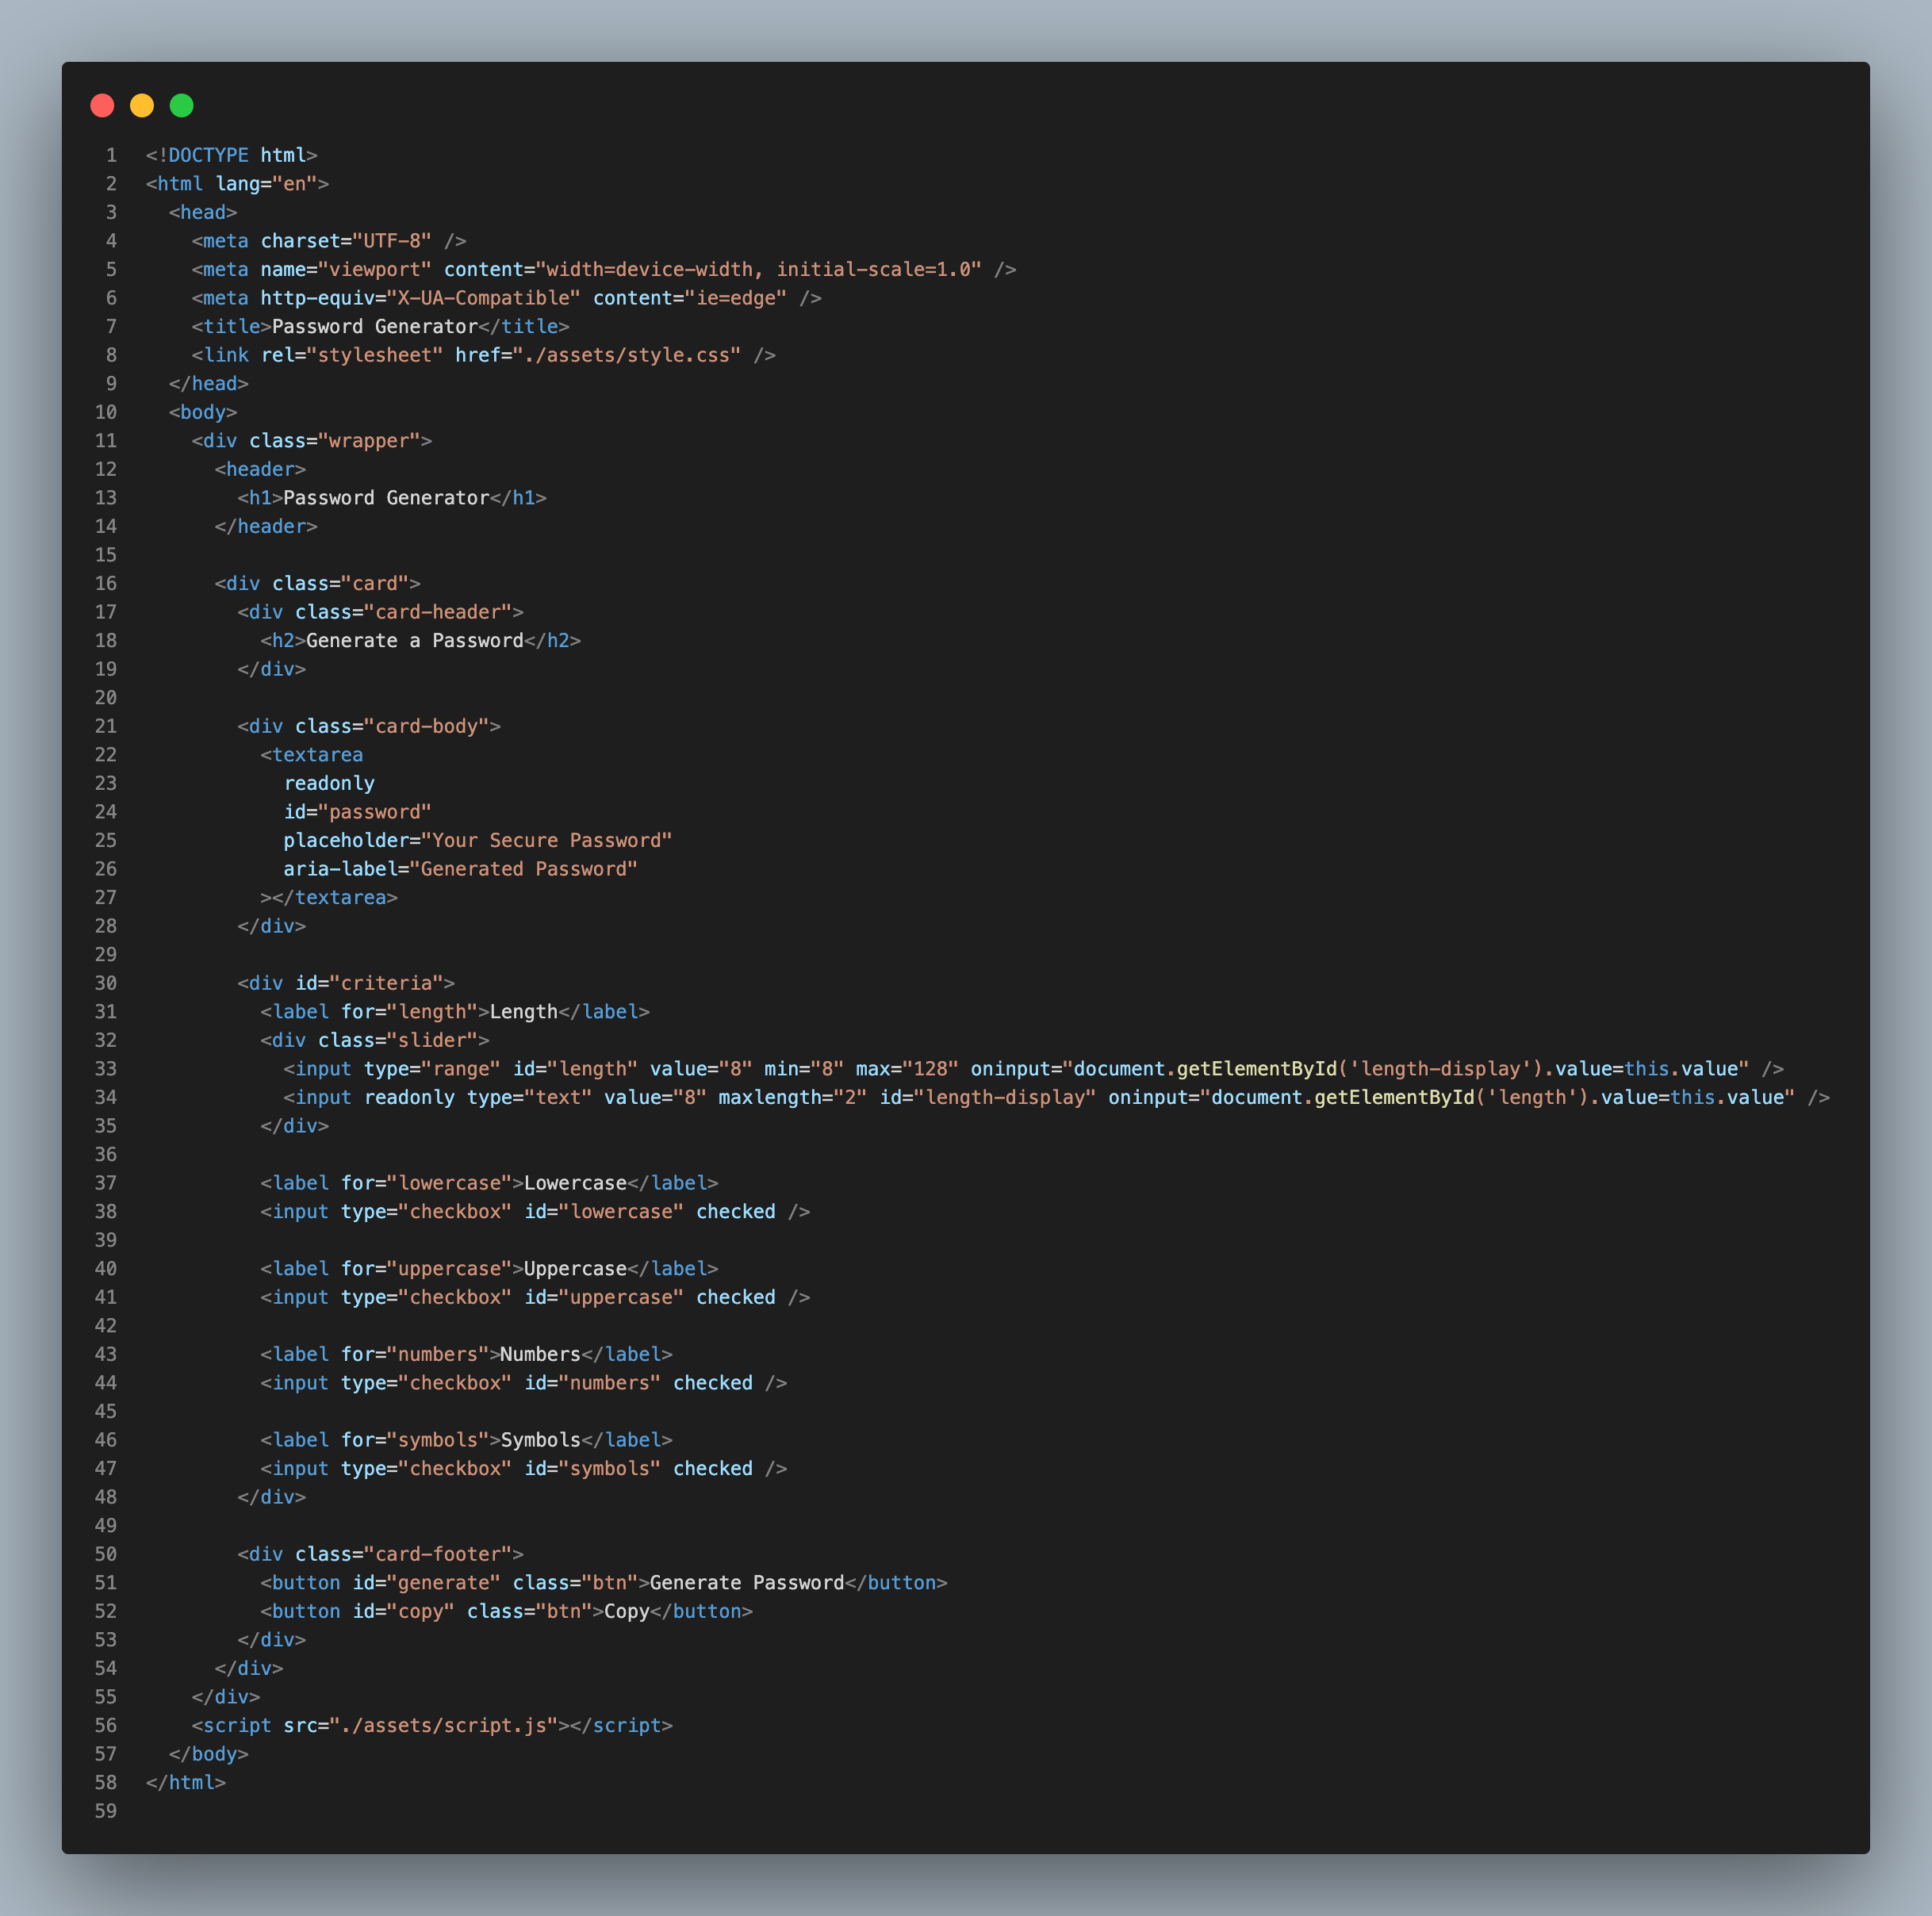 1 <!DOCTYPE html>
2 <html lang="en">
3   <head>
4     <meta charset="UTF-8" />
5     <meta name="viewport" content="width=device-width, initial-scale=1.0" />
6     <meta http-equiv="X-UA-Compatible" content="ie=edge" />
7     <title>Password Generator</title>
8     <link rel="stylesheet" href="./assets/style.css" />
9   </head>
10   <body>
11     <div class="wrapper">
12       <header>
13         <h1>Password Generator</h1>
14       </header>
15
16       <div class="card">
17         <div class="card-header">
18           <h2>Generate a Password</h2>
19         </div>
20
21         <div class="card-body">
22           <textarea
23             readonly
24             id="password"
25             placeholder="Your Secure Password"
26             aria-label="Generated Password"
27           ></textarea>
28         </div>
29
30         <div id="criteria">
31           <label for="length">Length</label>
32           <div class="slider">
33             <input type="range" id="length" value="8" min="8" max="128" oninput="document.getElementById('length-display').value=this.value" />
34             <input readonly type="text" value="8" maxlength="2" id="length-display" oninput="document.getElementById('length').value=this.value" />
35           </div>
36
37           <label for="lowercase">Lowercase</label>
38           <input type="checkbox" id="lowercase" checked />
39
40           <label for="uppercase">Uppercase</label>
41           <input type="checkbox" id="uppercase" checked />
42
43           <label for="numbers">Numbers</label>
44           <input type="checkbox" id="numbers" checked />
45
46           <label for="symbols">Symbols</label>
47           <input type="checkbox" id="symbols" checked />
48         </div>
49
50         <div class="card-footer">
51           <button id="generate" class="btn">Generate Password</button>
52           <button id="copy" class="btn">Copy</button>
53         </div>
54       </div>
55     </div>
56     <script src="./assets/script.js"></script>
57   </body>
58 </html>
59